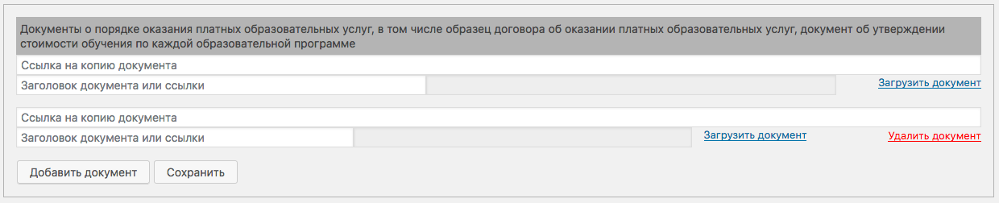 Документы о порядке оказания платных образовательных услуг, в том числе образец договора об оказании платных образовательных услуг, документ об утверждении
стоимости обучения по каждой образовательной программе
Ссылка на копию документа
Заголовок документа или ссылки Загрузить документ
Ссылка на копию документа
Заголовок документа или ссылки Загрузить документ Удалить документ
Добавить документ Сохранить